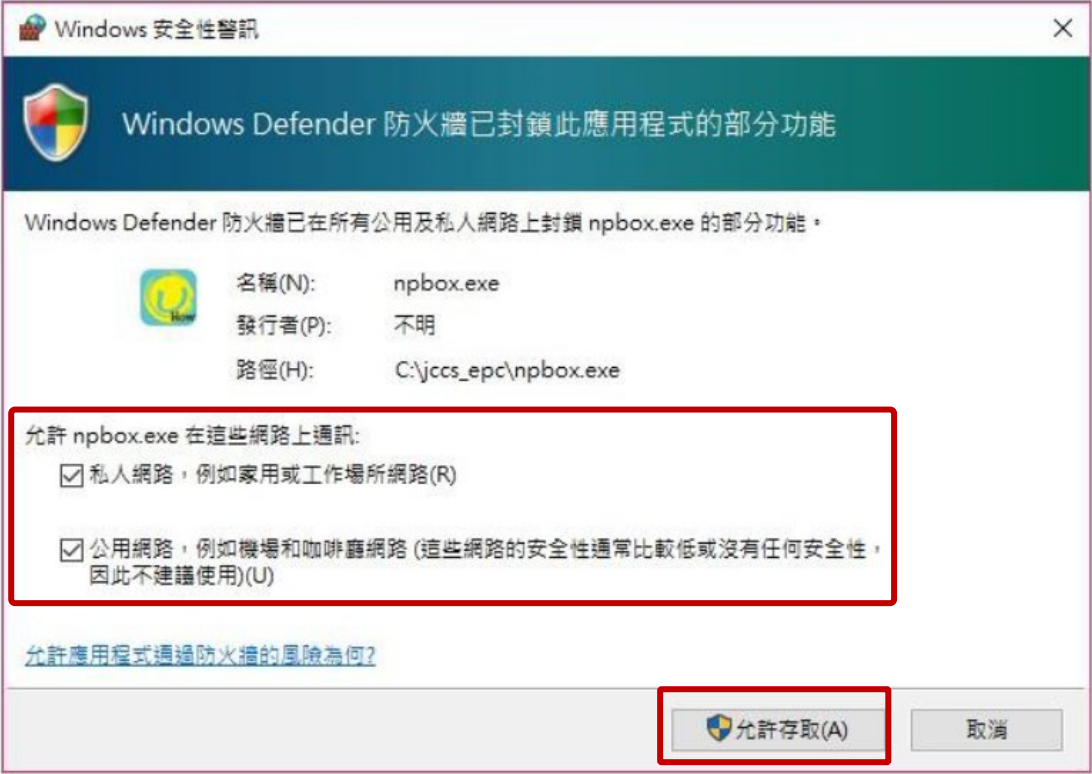 Windows 安全性警訊
Windows Defender 防火牆已封鎖此應用程式的部分功能
Windows Defender 防火牆已在所有公用及私人網路上封鎖 npbox.exe 的部分功能。
U
How
名稱(N): npbox.exe
發行者(P): 不明
路徑(H): C:\jccs_epc\npbox.exe
允許 npbox.exe 在這些網路上通訊:
私人網路，例如家用或工作場所網路(R)
公用網路，例如機場和咖啡廳網路 (這些網路的安全性通常比較低或沒有任何安全性，
因此不建議使用)(U)
允許應用程式通過防火牆的風險為何?
允許存取(A) 取消